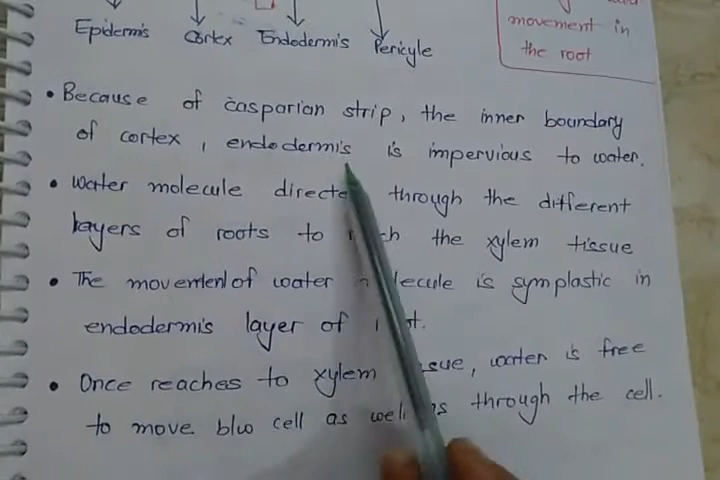 movement in
the root
Epidermis Cortex Endodermis Pericyle
• Because of casparian strip, the inner boundary
of cortex, endodermis is impervious to water.
• Water molecule through the different
layers of roots to the xylem tissue
• The movement of water is symplastic in
endodermis layer of
• Once reaches to xylem, water is free
to move b/w cell as well through the cell.